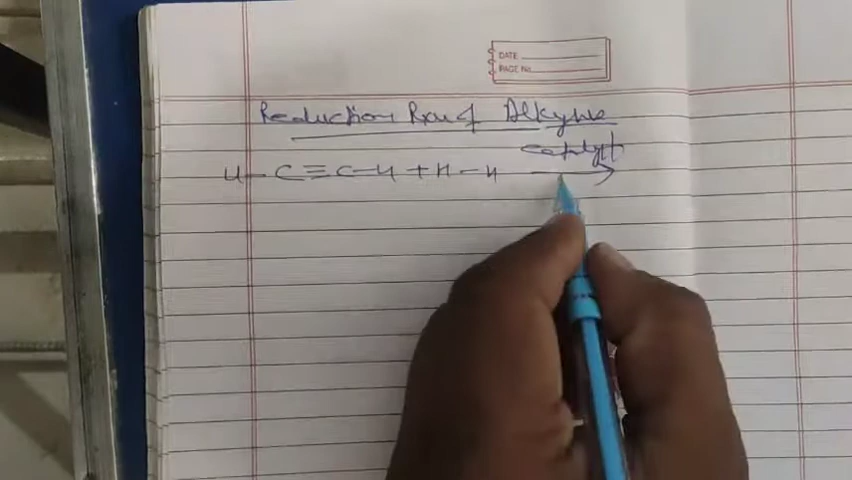 DATE
PAGE No.
Reduction Rxn of Alkyne
catalyst
H-C≡C-H + H-H →